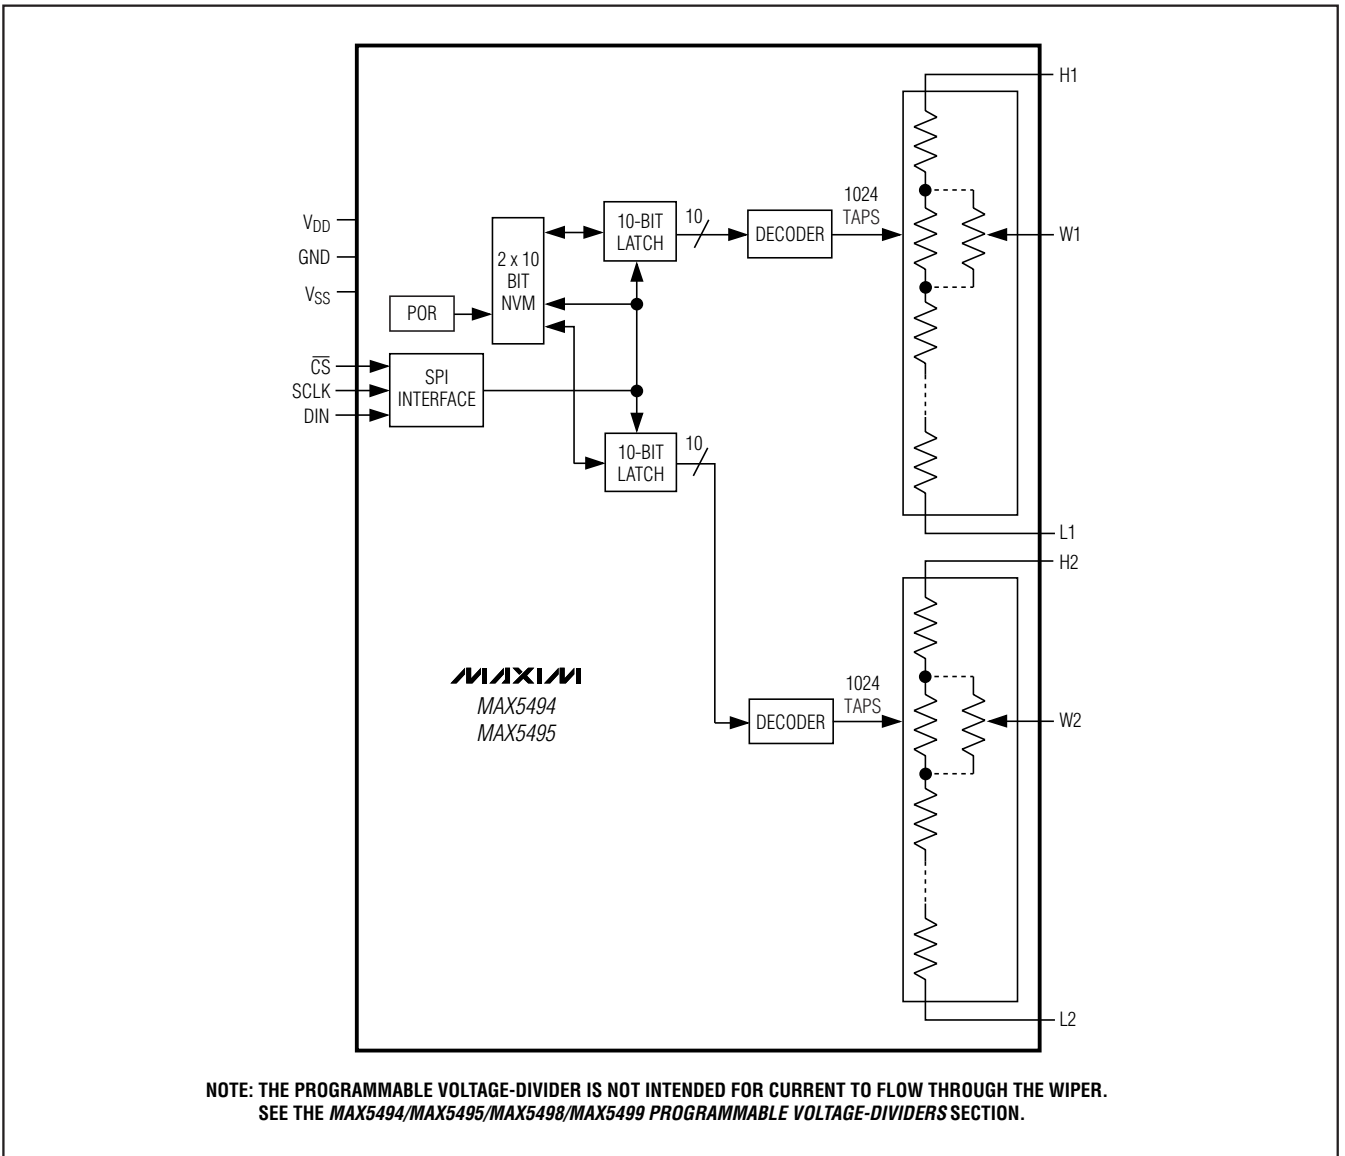 H1
1024
TAPS
10-BIT
LATCH
10
DECODER
W1
VDD
GND
VSS
2 x 10
BIT
NVM
POR
CS
SCLK
DIN
SPI
INTERFACE
10-BIT
LATCH
10
L1
H2
MAXIM
MAX5494
MAX5495
1024
TAPS
DECODER
W2
L2
NOTE: THE PROGRAMMABLE VOLTAGE-DIVIDER IS NOT INTENDED FOR CURRENT TO FLOW THROUGH THE WIPER.
SEE THE MAX5494/MAX5495/MAX5498/MAX5499 PROGRAMMABLE VOLTAGE-DIVIDERS SECTION.